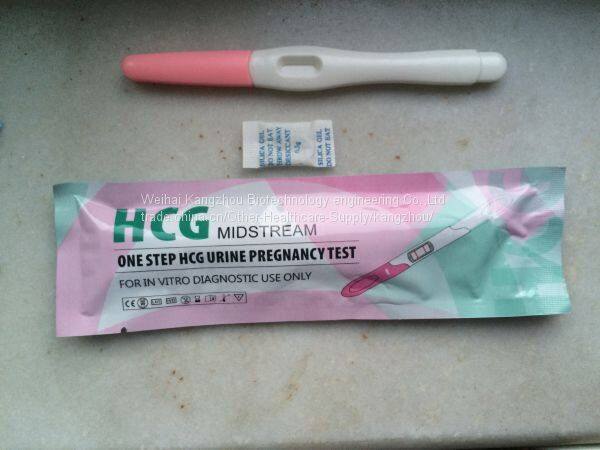 SILICA GEL
DO NOT EAT
THROW AWAY
DESICCANT
0.5g
SILICA GEL
DO NOT EAT
Weihai Kangzhou Biotechnology engineering Co. Ltd
trade.china.cn/Other-Healthcare-Supply/kangzhou/
HCG MIDSTREAM
ONE STEP HCG URINE PREGNANCY TEST
FOR IN VITRO DIAGNOSTIC USE ONLY